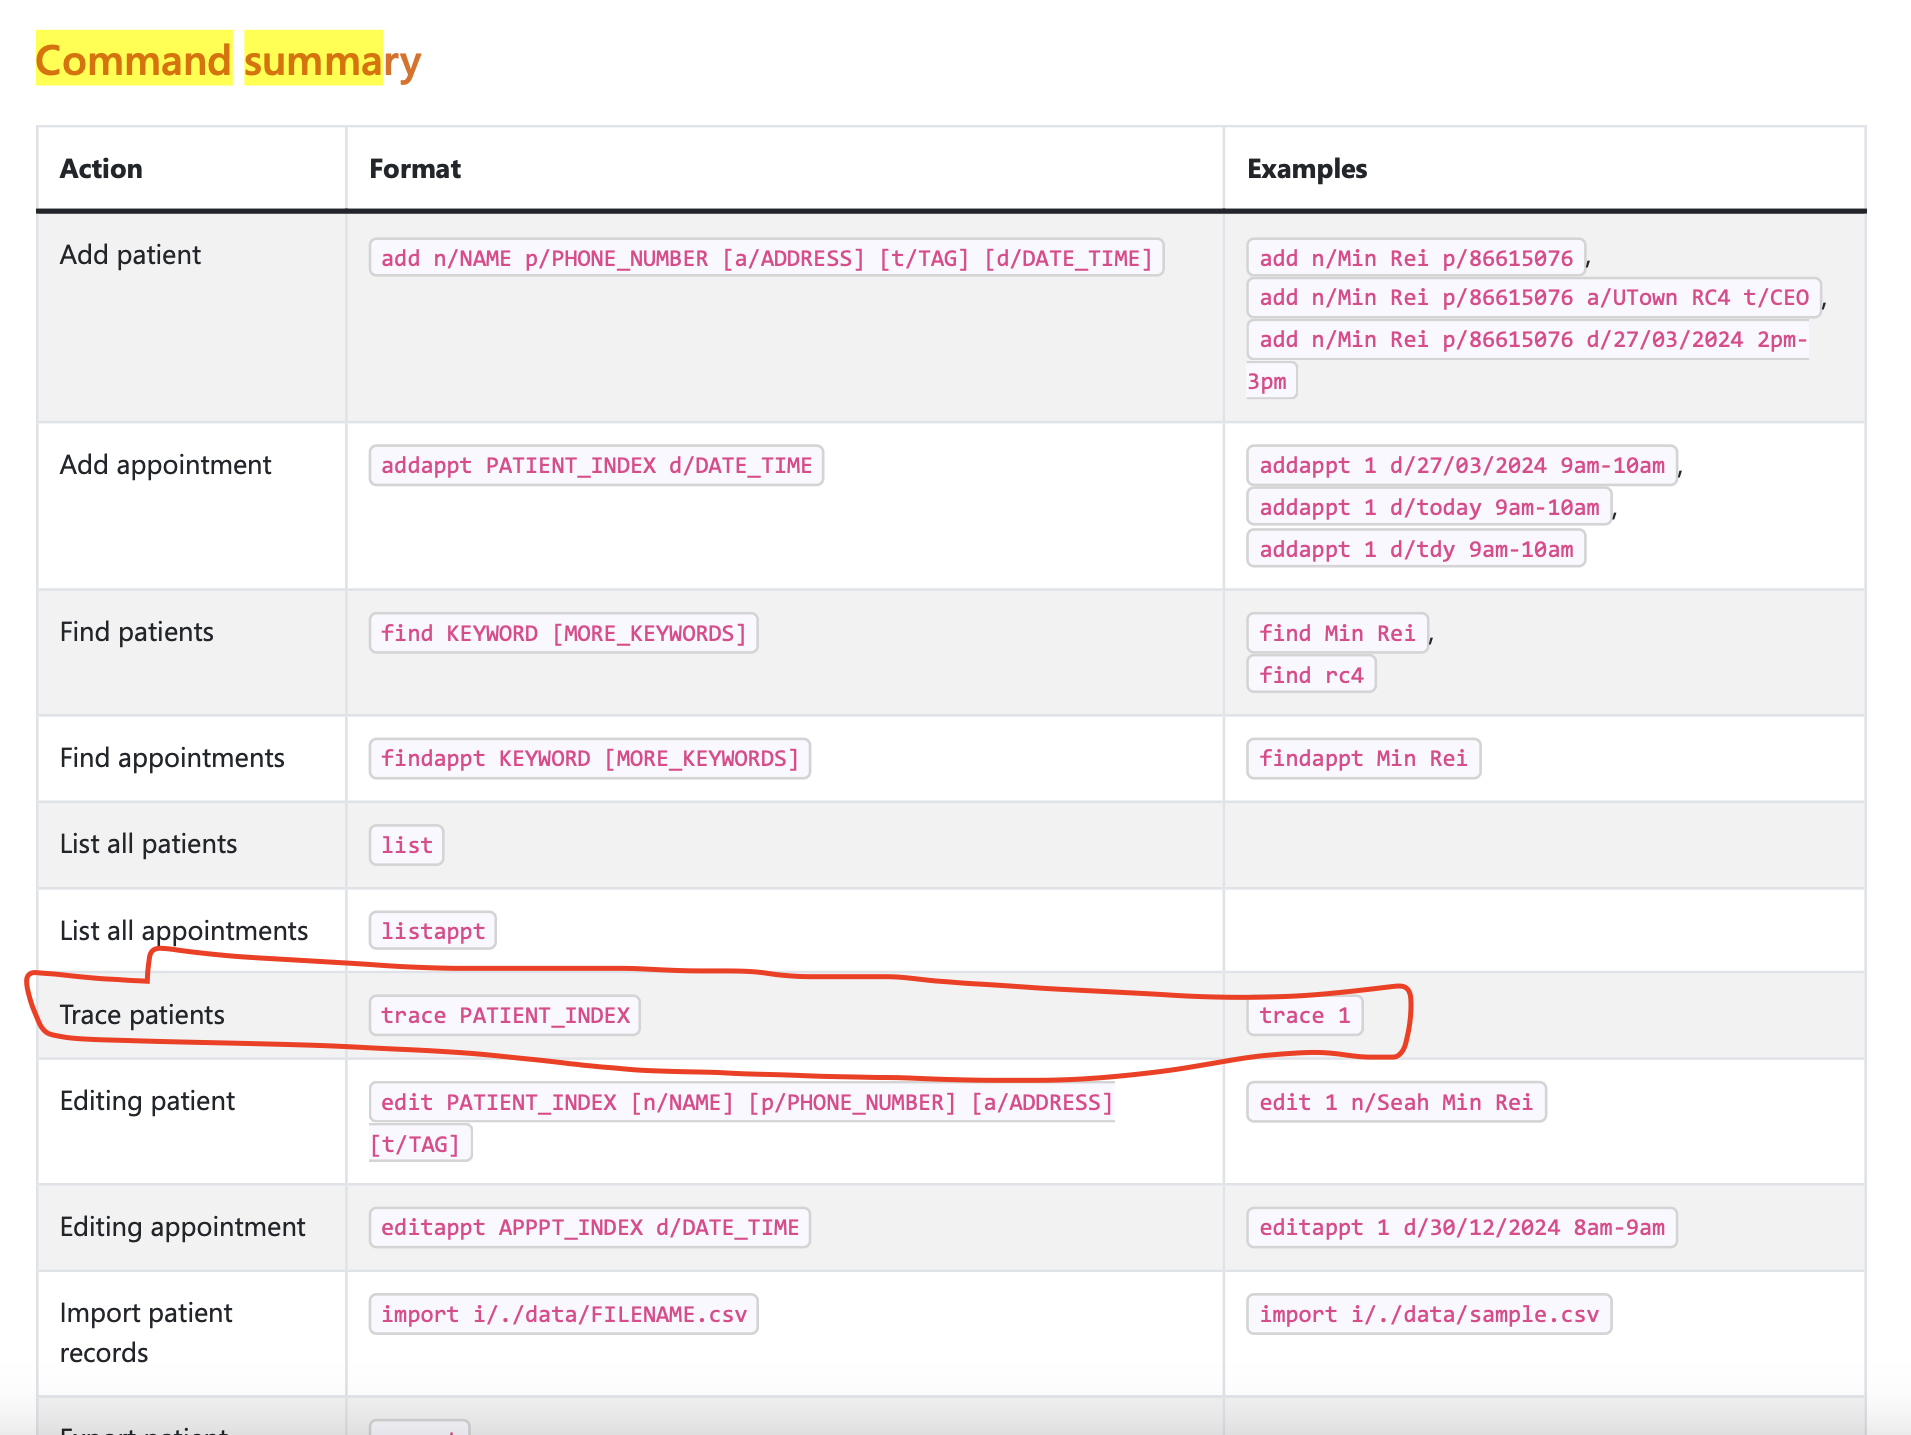 Command summary
Action Format Examples
Add patient add n/NAME p/PHONE_NUMBER [a/ADDRESS] [t/TAG] [d/DATE_TIME] add n/Min Rei p/86615076,
add n/Min Rei p/86615076 a/UTown RC4 t/CEO,
add n/Min Rei p/86615076 d/27/03/2024 2pm-
3pm
Add appointment addappt PATIENT_INDEX d/DATE_TIME addappt 1 d/27/03/2024 9am-10am,
addappt 1 d/today 9am-10am,
addappt 1 d/tdy 9am-10am
Find patients find KEYWORD [MORE_KEYWORDS] find Min Rei,
find rc4
Find appointments findappt KEYWORD [MORE_KEYWORDS] findappt Min Rei
List all patients list
List all appointments listappt
Trace patients trace PATIENT_INDEX trace 1
Editing patient edit PATIENT_INDEX [n/NAME] [p/PHONE_NUMBER] [a/ADDRESS] edit 1 n/Seah Min Rei
[t/TAG]
Editing appointment editappt APPPT_INDEX d/DATE_TIME editappt 1 d/30/12/2024 8am-9am
Import patient import i/./data/FILENAME.csv import i/./data/sample.csv
records